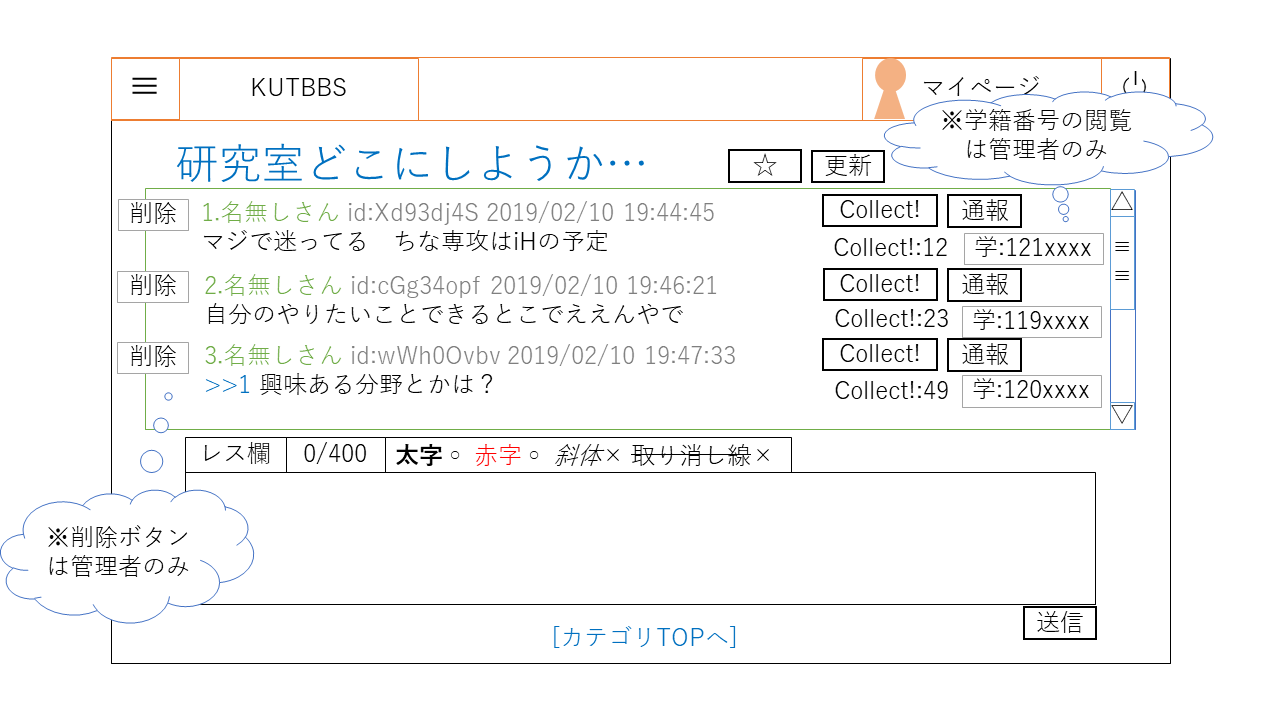 ≡ KUTBBS マイページ
※学籍番号の閲覧
は管理者のみ
研究室どこにしようか… ☆ 更新
削除 1.名無しさん id:Xd93dj4S 2019/02/10 19:44:45 Collect! 通報
マジで迷ってる　ちな専攻はiHの予定 Collect!:12 学:121xxxx
削除 2.名無しさん id:cGg34opf 2019/02/10 19:46:21 Collect! 通報
自分のやりたいことできるとこでええんやで Collect!:23 学:119xxxx
削除 3.名無しさん id:wWh0Ovbv 2019/02/10 19:47:33 Collect! 通報
>>1 興味ある分野とかは？ Collect!:49 学:120xxxx
レス欄 0/400 太字○ 赤字○ 斜体× 取り消し線×
※削除ボタン
は管理者のみ
送信
[カテゴリTOPへ]